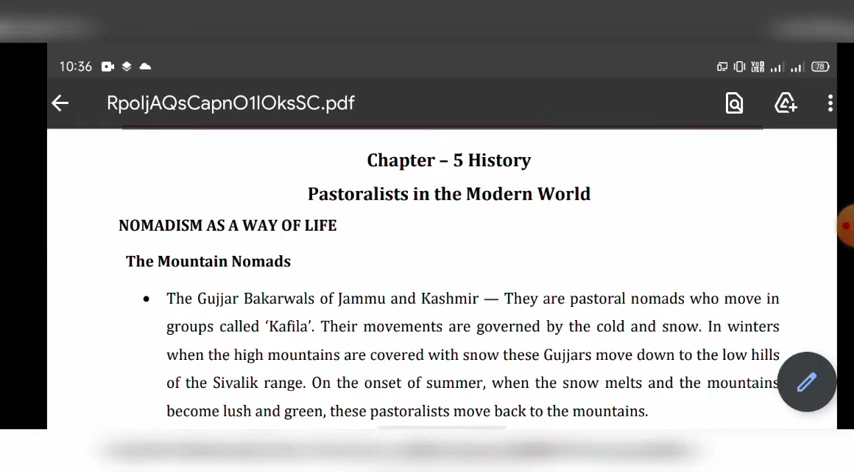 10:36
78
RpoljAQsCapnO1lOksSC.pdf
Chapter – 5 History
Pastoralists in the Modern World
NOMADISM AS A WAY OF LIFE
The Mountain Nomads
• The Gujjar Bakarwals of Jammu and Kashmir — They are pastoral nomads who move in
groups called ‘Kafila’. Their movements are governed by the cold and snow. In winters
when the high mountains are covered with snow these Gujjars move down to the low hills
of the Sivalik range. On the onset of summer, when the snow melts and the mountains
become lush and green, these pastoralists move back to the mountains.